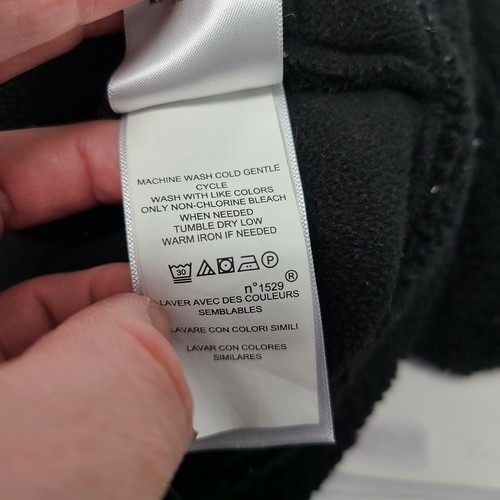 MACHINE WASH COLD GENTLE
CYCLE
WASH WITH LIKE COLORS
ONLY NON-CHLORINE BLEACH
WHEN NEEDED
TUMBLE DRY LOW
WARM IRON IF NEEDED
30 P
n°1529 ®
LAVER AVEC DES COULEURS
SEMBLABLES
LAVARE CON COLORI SIMILI
LAVAR CON COLORES
SIMILARES